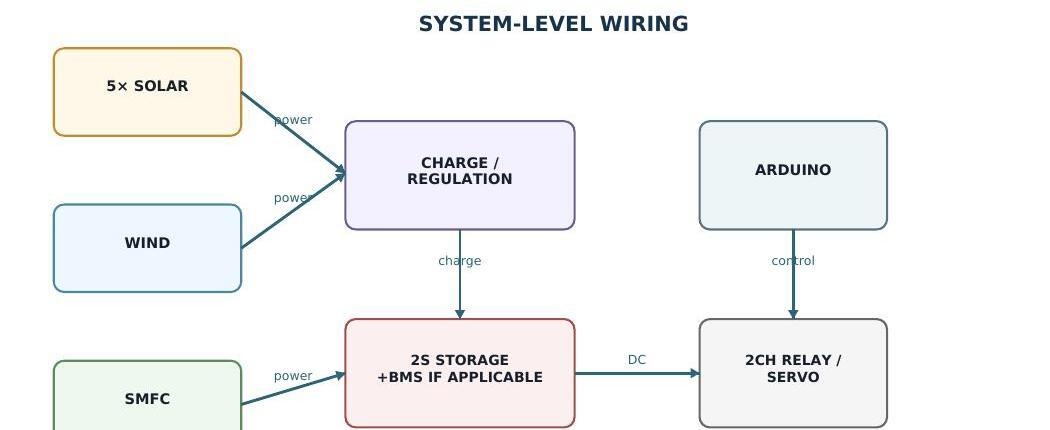 SYSTEM-LEVEL WIRING
5× SOLAR
power
CHARGE /
REGULATION
ARDUINO
power
WIND
charge
control
2S STORAGE
+BMS IF APPLICABLE
DC
2CH RELAY /
SERVO
power
SMFC